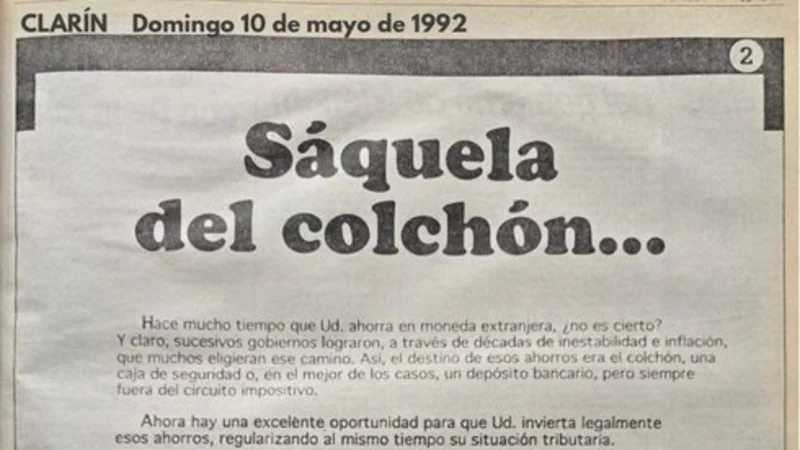 CLARÍN Domingo 10 de mayo de 1992
2
Sáquela
del colchón...
Hace mucho tiempo que Ud. ahorra en moneda extranjera, ¿no es cierto?
Y claro, sucesivos gobiernos lograron, a través de décadas de inestabilidad e inflación,
que muchos eligieran ese camino. Así, el destino de esos ahorros era el colchón, una
caja de seguridad o, en el mejor de los casos, un depósito bancario, pero siempre
fuera del circuito impositivo.
Ahora hay una excelente oportunidad para que Ud. invierta legalmente
esos ahorros, regularizando al mismo tiempo su situación tributaria.